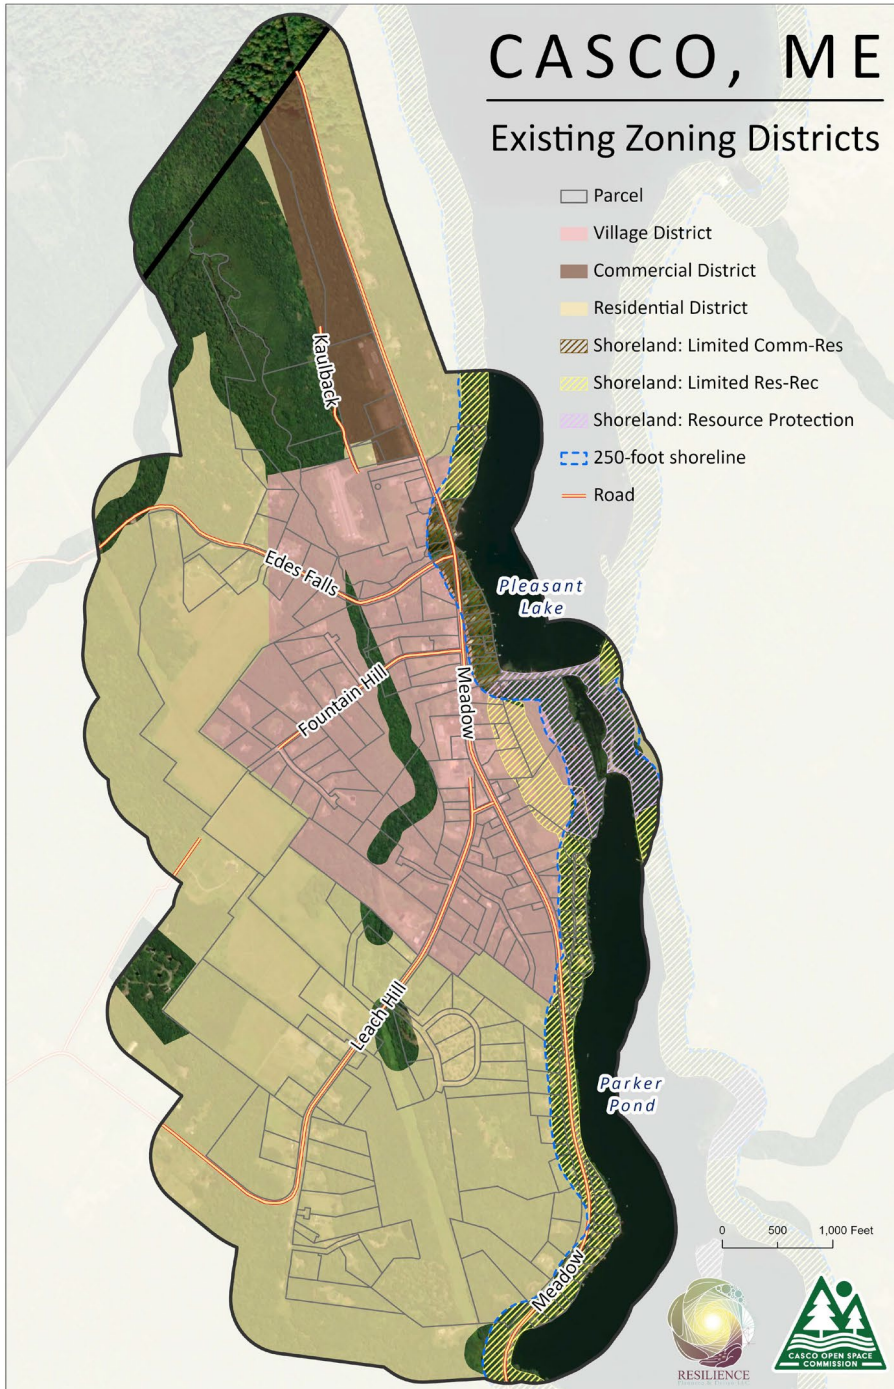 CASCO, ME
Existing Zoning Districts
Parcel
Village District
Commercial District
Residential District
Shoreland: Limited Comm-Res
Shoreland: Limited Res-Rec
Shoreland: Resource Protection
250-foot shoreline
Road
Kaulback
Edes Falls
Pleasant
Lake
Fountain Hill
Meadow
Leach Hill
Parker
Pond
Meadow
0 500 1,000 Feet
RESILIENCE
CASCO OPEN SPACE
COMMISSION